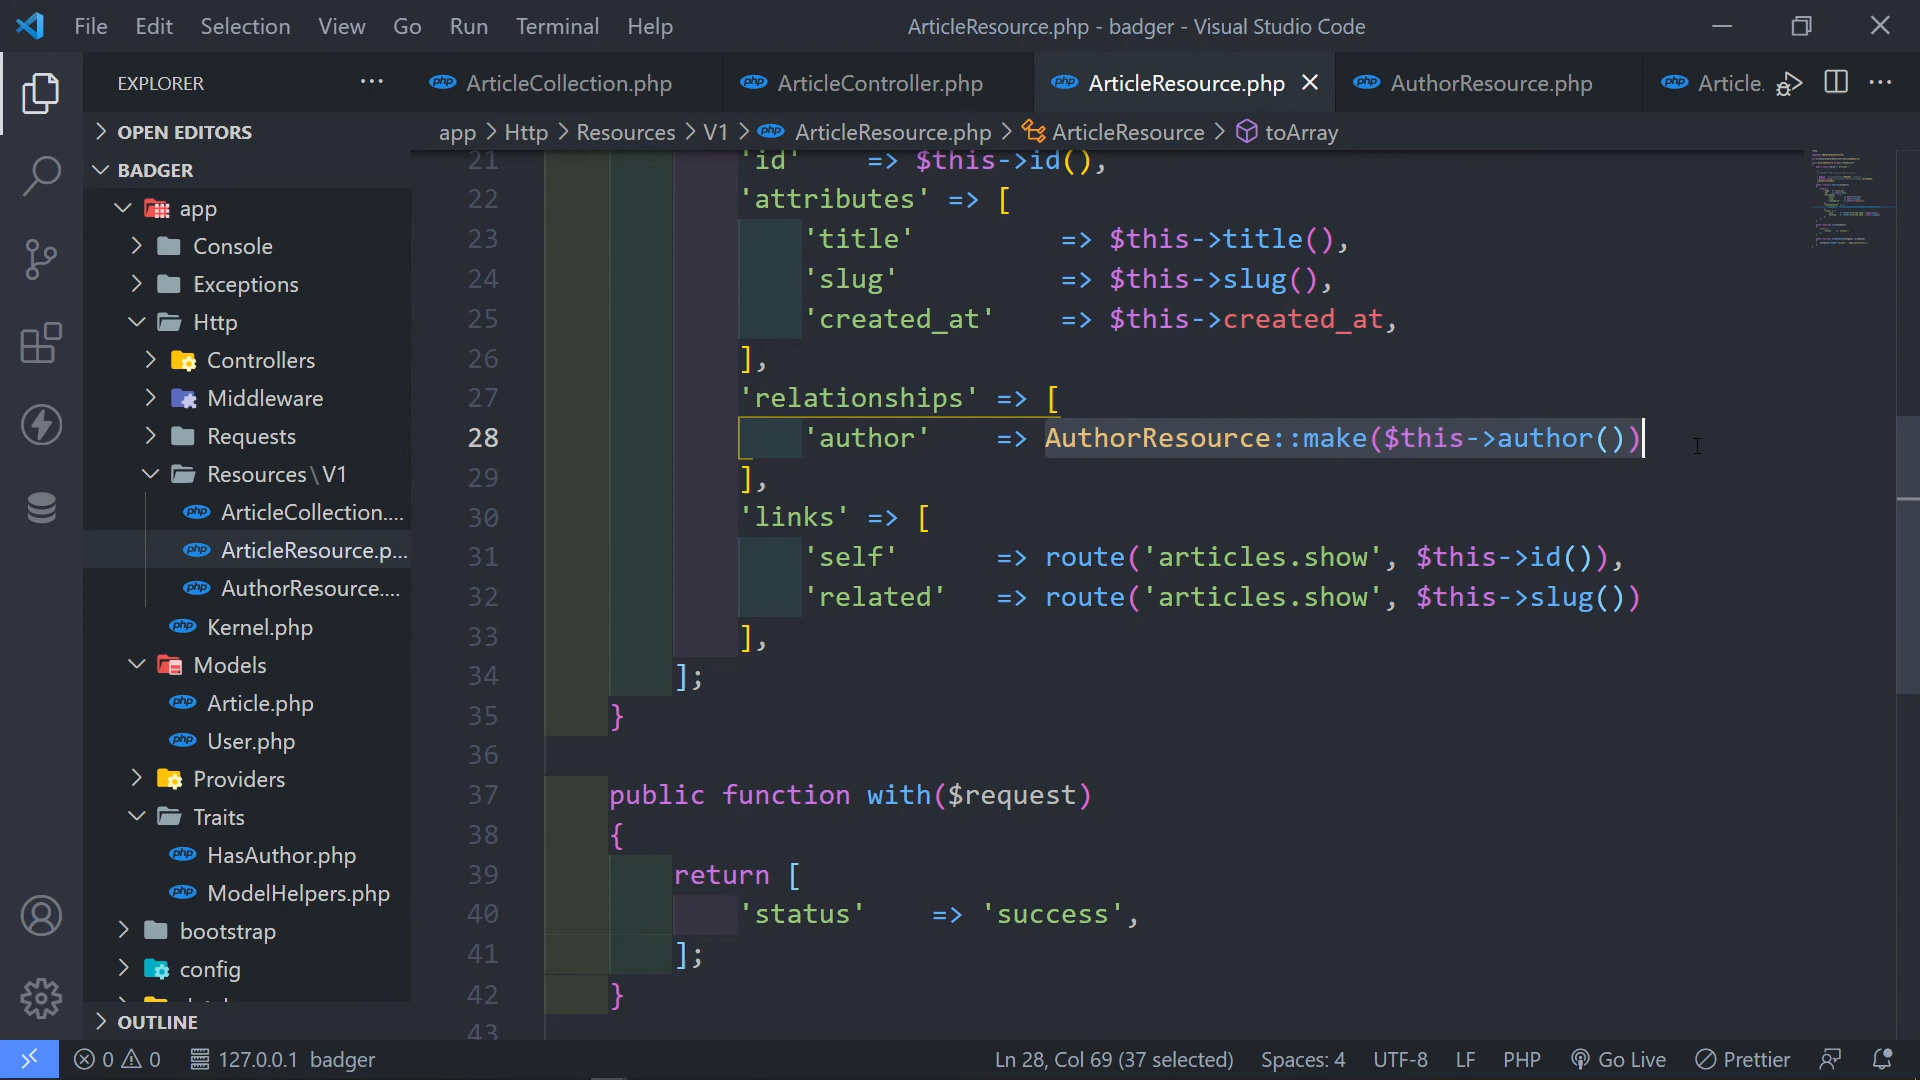 File Edit Selection View Go Run Terminal Help
ArticleResource.php - badger - Visual Studio Code
EXPLORER
ArticleCollection.php
ArticleController.php
ArticleResource.php
AuthorResource.php
Article.
OPEN EDITORS
BADGER
app > Http > Resources > V1 > ArticleResource.php > ArticleResource > toArray
app
Console
Exceptions
Http
Controllers
Middleware
Requests
Resources\V1
ArticleCollection....
ArticleResource.p...
AuthorResource....
Kernel.php
Models
Article.php
User.php
Providers
Traits
HasAuthor.php
ModelHelpers.php
bootstrap
config
OUTLINE
21 'id' => $this->id(),
22 'attributes' => [
23 'title' => $this->title(),
24 'slug' => $this->slug(),
25 'created_at' => $this->created_at,
26 ],
27 'relationships' => [
28 'author' => AuthorResource::make($this->author())
29 ],
30 'links' => [
31 'self' => route('articles.show', $this->id()),
32 'related' => route('articles.show', $this->slug())
33 ],
34 ];
35 }
36
37 public function with($request)
38 {
39 return [
40 'status' => 'success',
41 ];
42 }
43
0 0 127.0.0.1 badger
Ln 28, Col 69 (37 selected) Spaces: 4 UTF-8 LF PHP Go Live Prettier